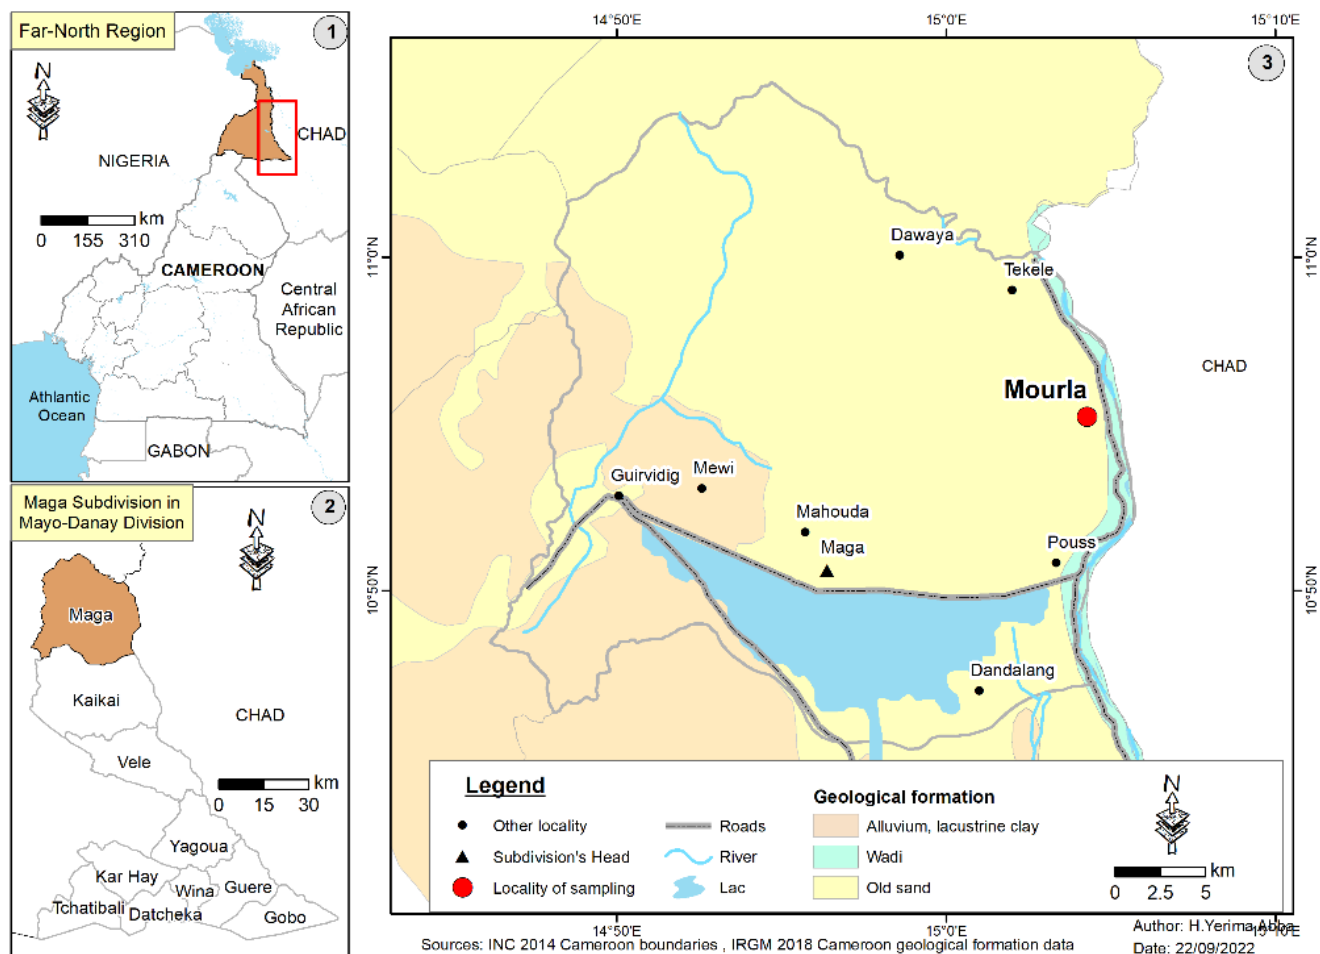 Far-North Region
1
N
CHAD
NIGERIA
km
0 155 310
CAMEROON
Central
African
Republic
Athlantic
Ocean
GABON
Maga Subdivision in
Mayo-Danay Division
2
N
Maga
Kaikai
CHAD
Vele
km
0 15 30
Yagoua
Kar Hay
Wina
Guere
Tchatibali
Datcheka
Gobo
14°50'E
15°0'E
15°10'E
3
11°0'N
11°0'N
Dawaya
Tekele
CHAD
Mourla
Guirvidig
Mewi
Mahouda
Maga
Pouss
10°50'N
10°50'N
Dandalang
Legend
Other locality
Subdivision's Head
Locality of sampling
Roads
River
Lac
Geological formation
Alluvium, lacustrine clay
Wadi
Old sand
N
km
0 2.5 5
14°50'E
15°0'E
15°10'E
Sources: INC 2014 Cameroon boundaries , IRGM 2018 Cameroon geological formation data
Author: H.Yerima Abba
Date: 22/09/2022